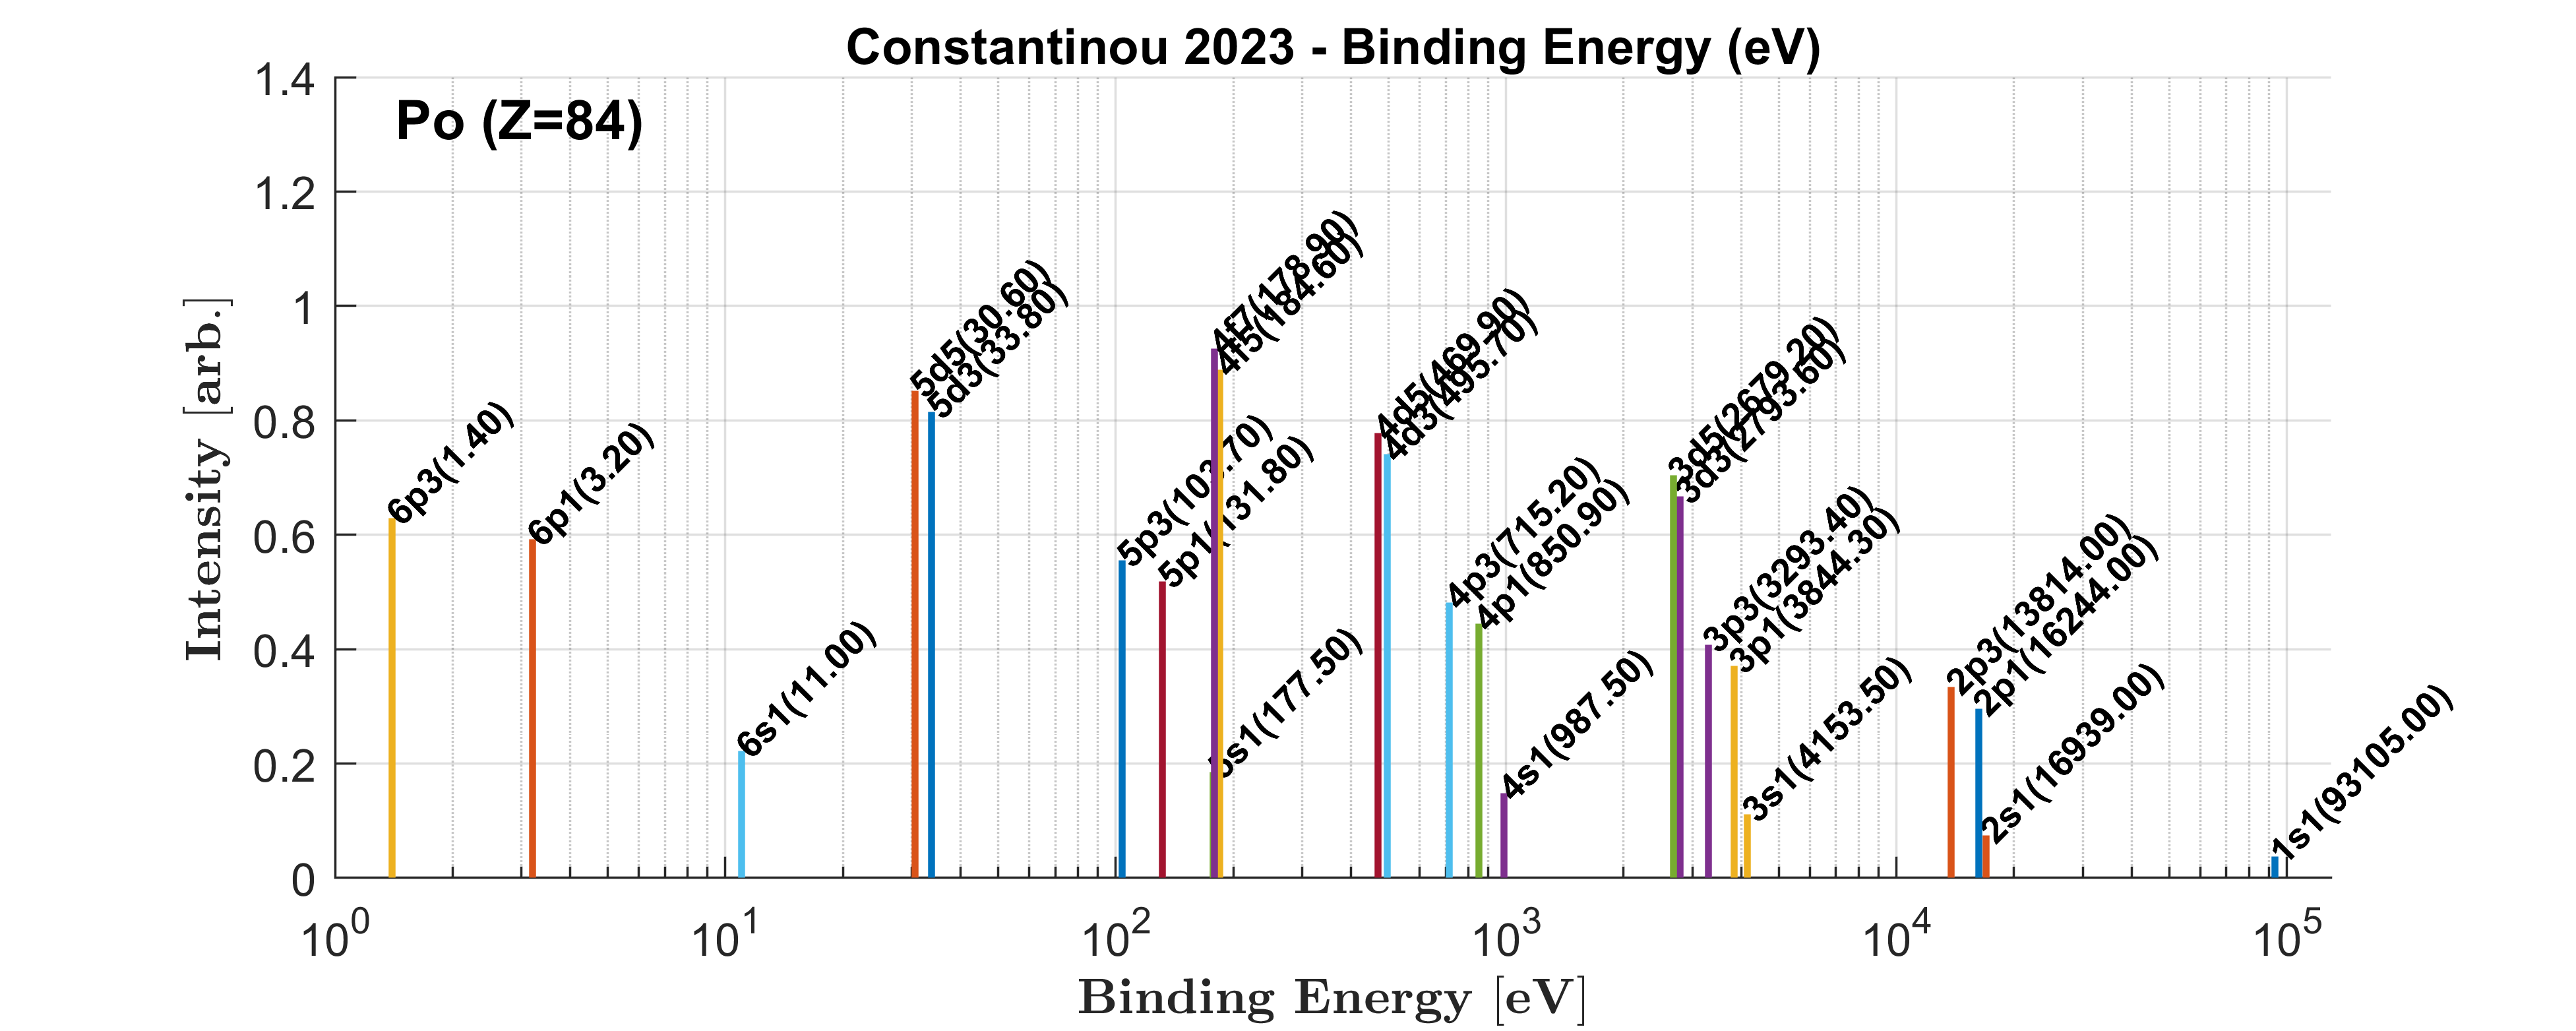 Constantinou 2023 - Binding Energy (eV)
Po (Z=84)
1.4
1.2
1
0.8
0.6
0.4
0.2
0
Intensity [arb.]
6p3(1.40)
6p1(3.20)
6s1(11.00)
5d5(30.60)
5d3(33.80)
5p3(103.70)
5p1(131.80)
4f7(178.90)
4f5(184.60)
5s1(177.50)
4d5(469.90)
4d3(495.70)
4p3(715.20)
4p1(850.90)
4s1(987.50)
3d5(2679.20)
3d3(2793.60)
3p3(3293.40)
3p1(3844.30)
3s1(4153.50)
2p3(13814.00)
2p1(16244.00)
2s1(16939.00)
1s1(93105.00)
10^0 10^1 10^2 10^3 10^4 10^5
Binding Energy [eV]